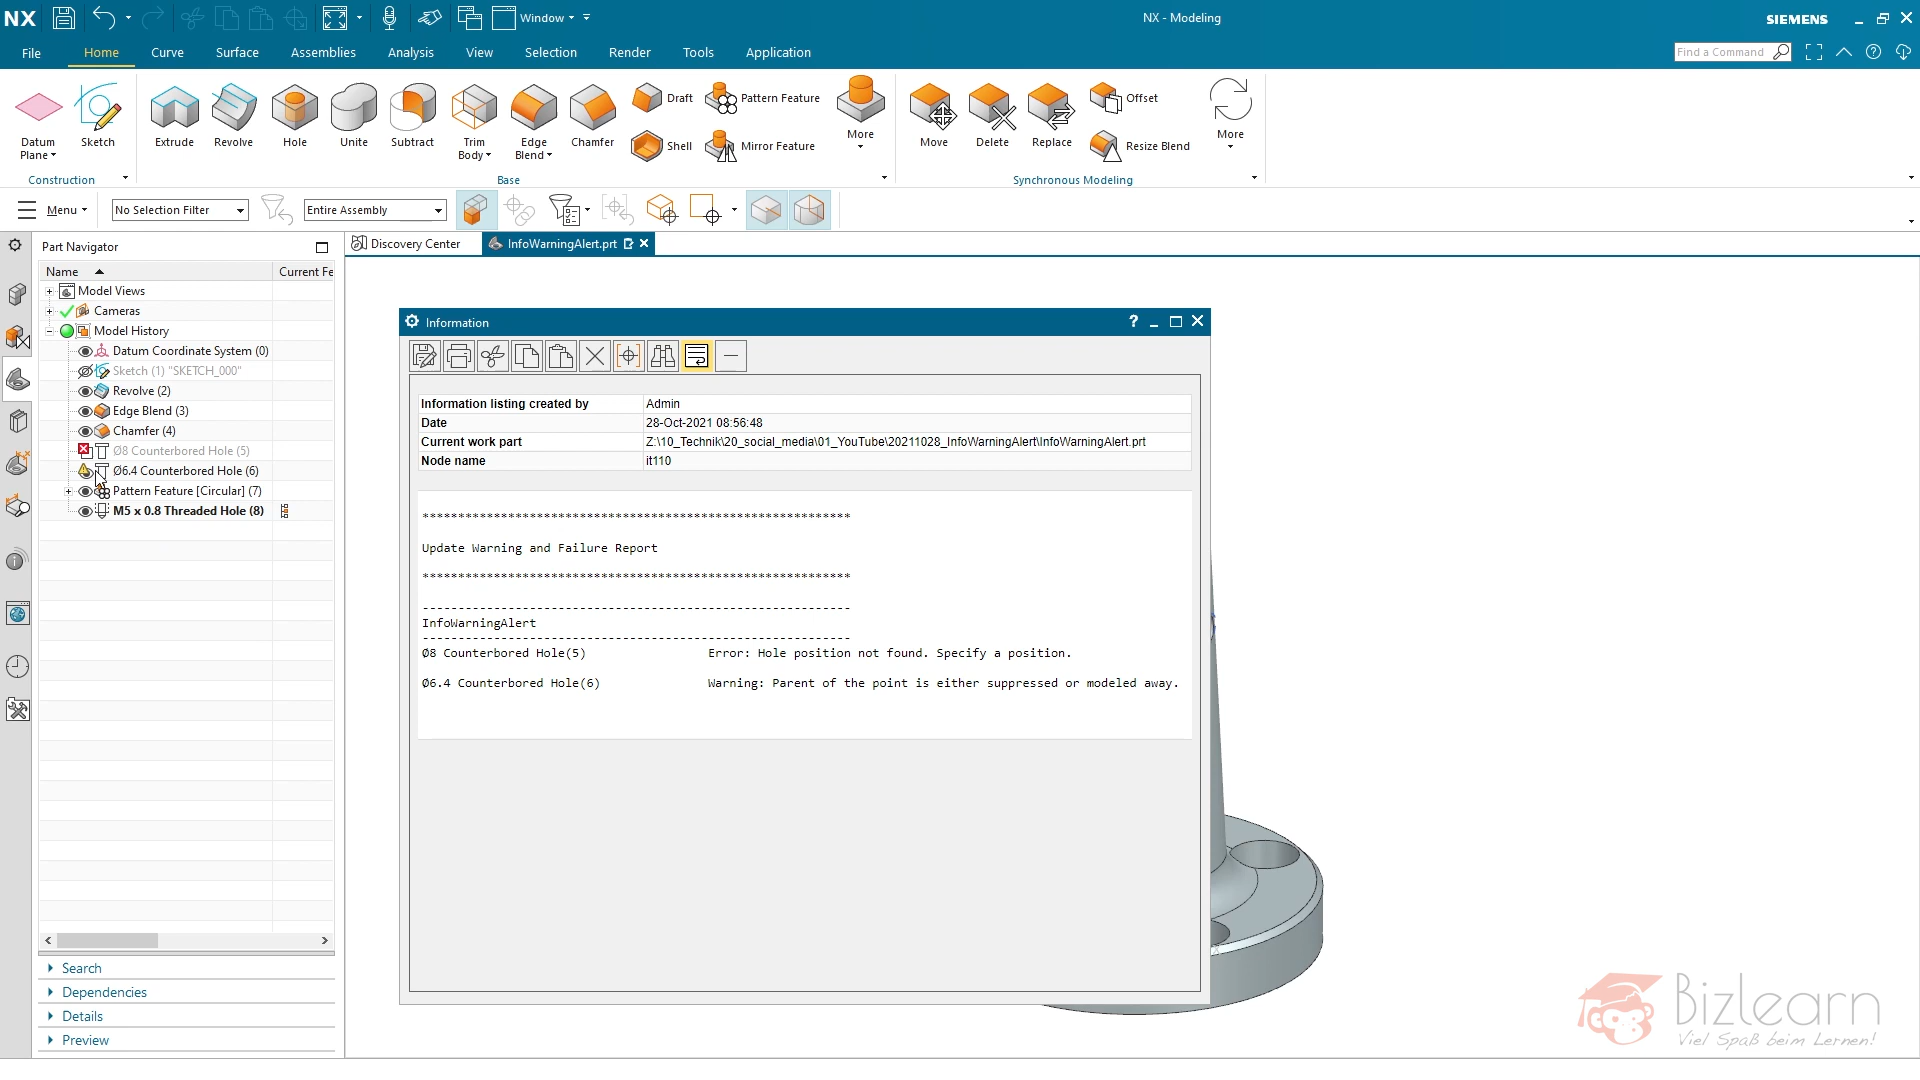 NX
Window
NX - Modeling
SIEMENS
File
Home
Curve
Surface
Assemblies
Analysis
View
Selection
Render
Tools
Application
Find a Command
Datum Plane
Sketch
Extrude
Revolve
Hole
Unite
Subtract
Trim Body
Edge Blend
Chamfer
Draft
Shell
Pattern Feature
Mirror Feature
More
Move
Delete
Replace
Offset
Resize Blend
More
Construction
Base
Synchronous Modeling
Menu
No Selection Filter
Entire Assembly
Part Navigator
Discovery Center
InfoWarningAlert.prt
Name
Current Fe
Model Views
Cameras
Model History
Datum Coordinate System (0)
Sketch (1) "SKETCH_000"
Revolve (2)
Edge Blend (3)
Chamfer (4)
Ø8 Counterbored Hole (5)
Ø6.4 Counterbored Hole (6)
Pattern Feature [Circular] (7)
M5 x 0.8 Threaded Hole (8)
Search
Dependencies
Details
Preview
Information
Information listing created by Admin
Date 28-Oct-2021 08:56:48
Current work part Z:\10_Technik\20_social_media\01_YouTube\20211028_InfoWarningAlert\InfoWarningAlert.prt
Node name it110
************************************************************
Update Warning and Failure Report
************************************************************
------------------------------------------------------------
InfoWarningAlert
------------------------------------------------------------
Ø8 Counterbored Hole(5) Error: Hole position not found. Specify a position.
Ø6.4 Counterbored Hole(6) Warning: Parent of the point is either suppressed or modeled away.
Bizlearn
Viel Spaß beim Lernen!